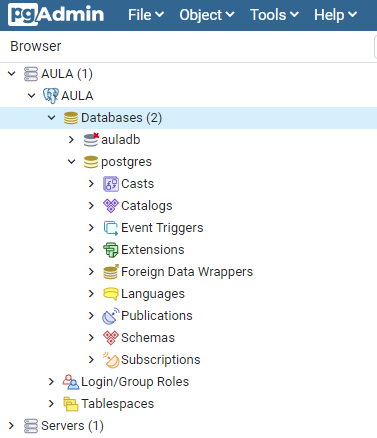 pgAdmin File Object Tools Help
Browser
AULA (1)
AULA
Databases (2)
auladb
postgres
Casts
Catalogs
Event Triggers
Extensions
Foreign Data Wrappers
Languages
Publications
Schemas
Subscriptions
Login/Group Roles
Tablespaces
Servers (1)